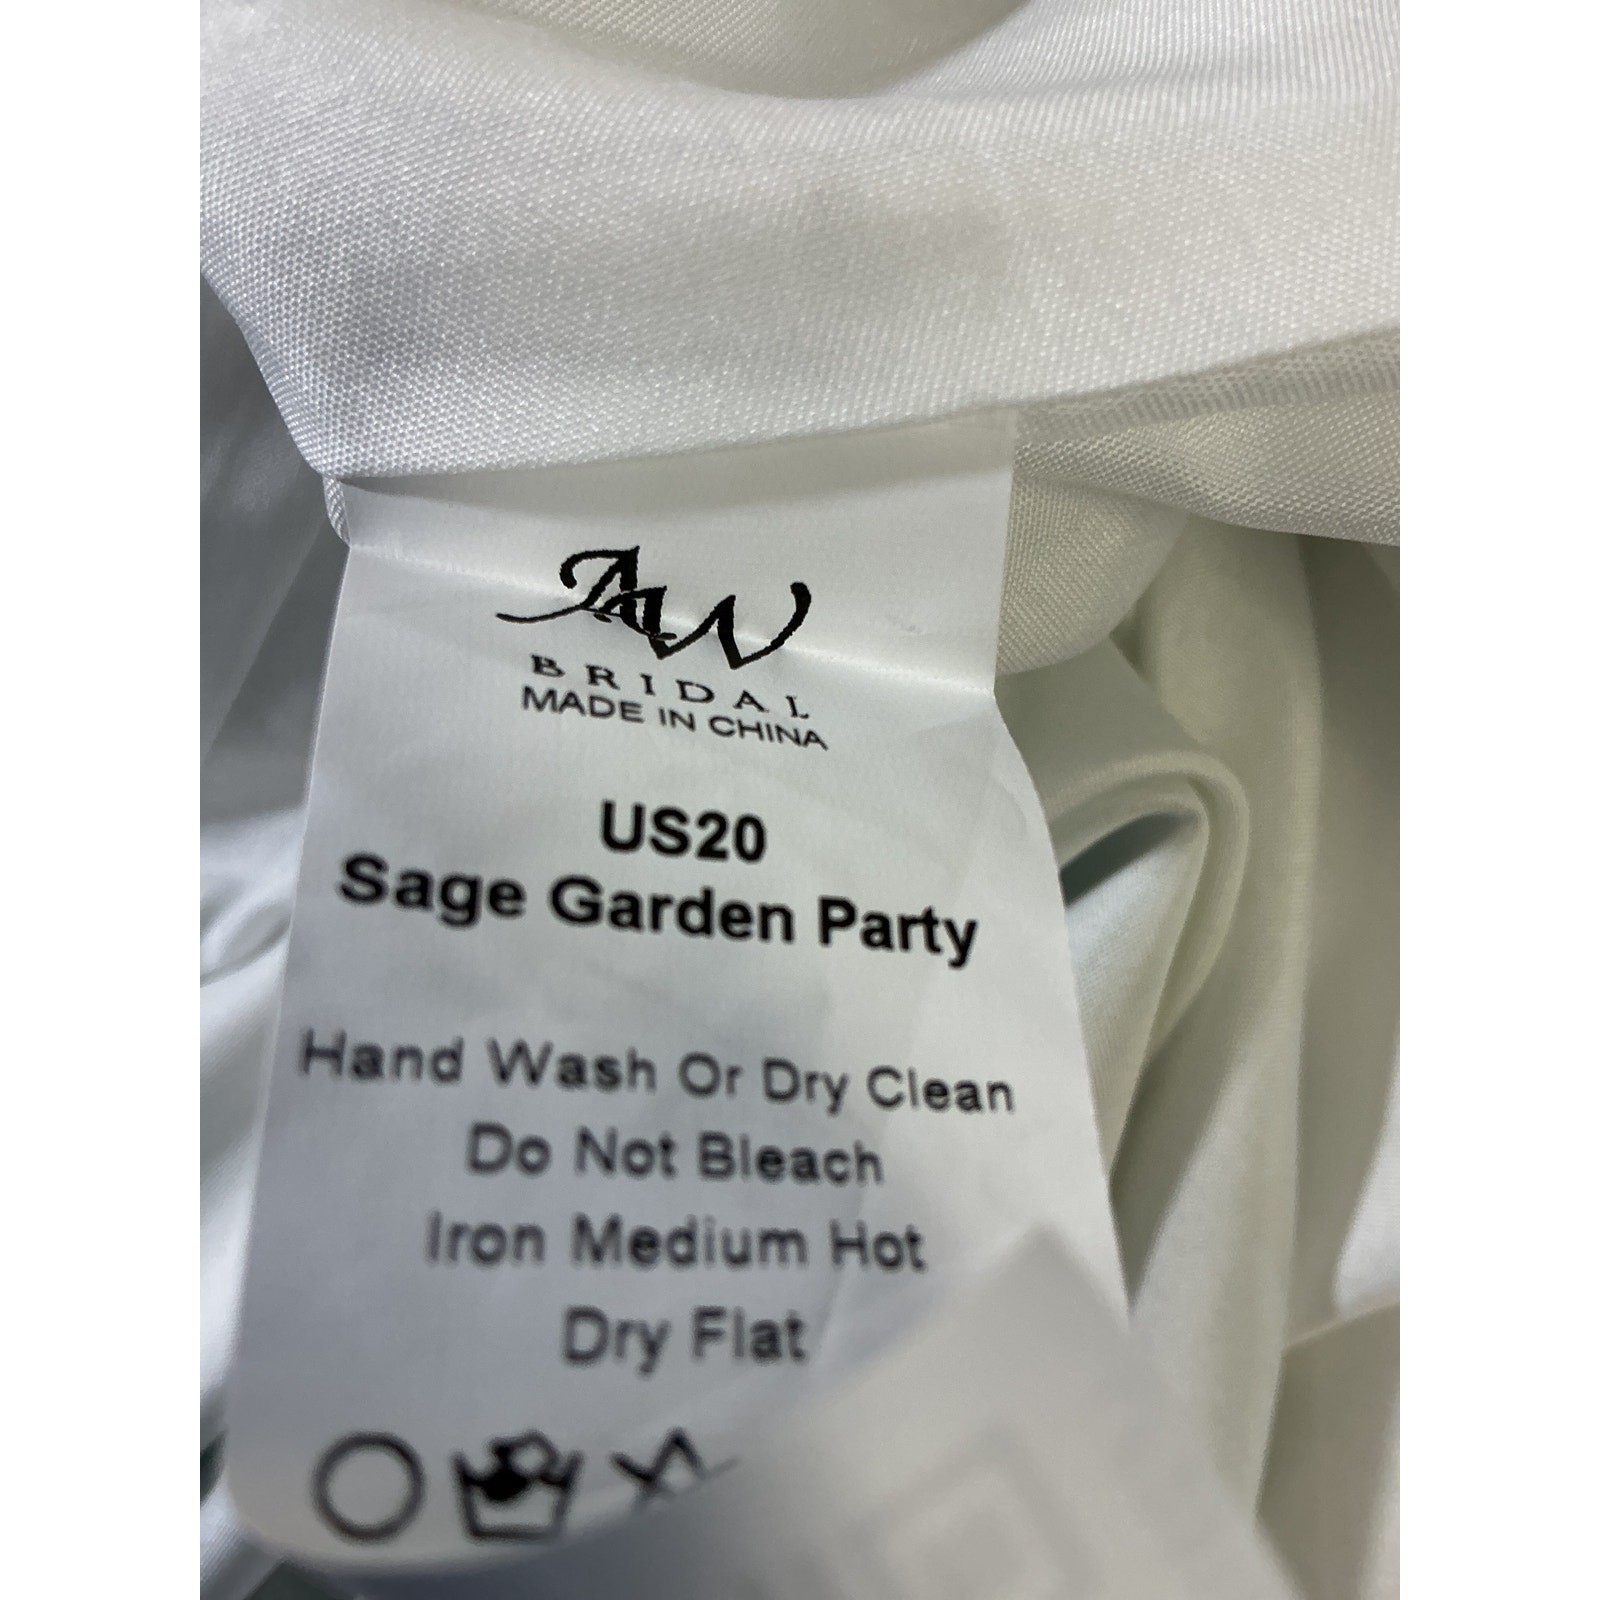 AW
BRIDAL
MADE IN CHINA
US20
Sage Garden Party
Hand Wash Or Dry Clean
Do Not Bleach
Iron Medium Hot
Dry Flat